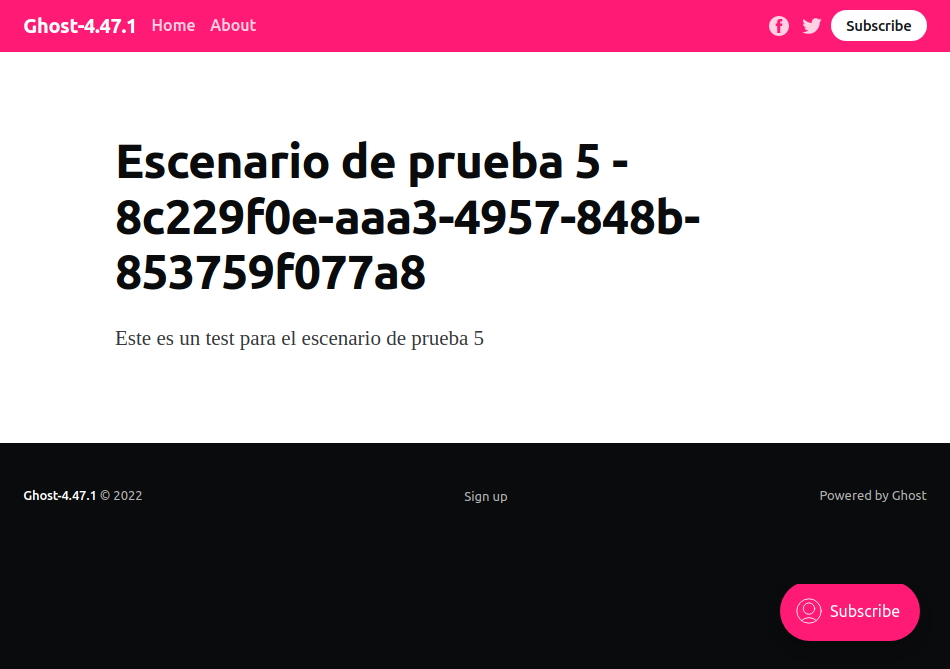 Ghost-4.47.1 Home About Subscribe
Escenario de prueba 5 -
8c229f0e-aaa3-4957-848b-
853759f077a8
Este es un test para el escenario de prueba 5
Ghost-4.47.1 © 2022 Sign up Powered by Ghost
Subscribe